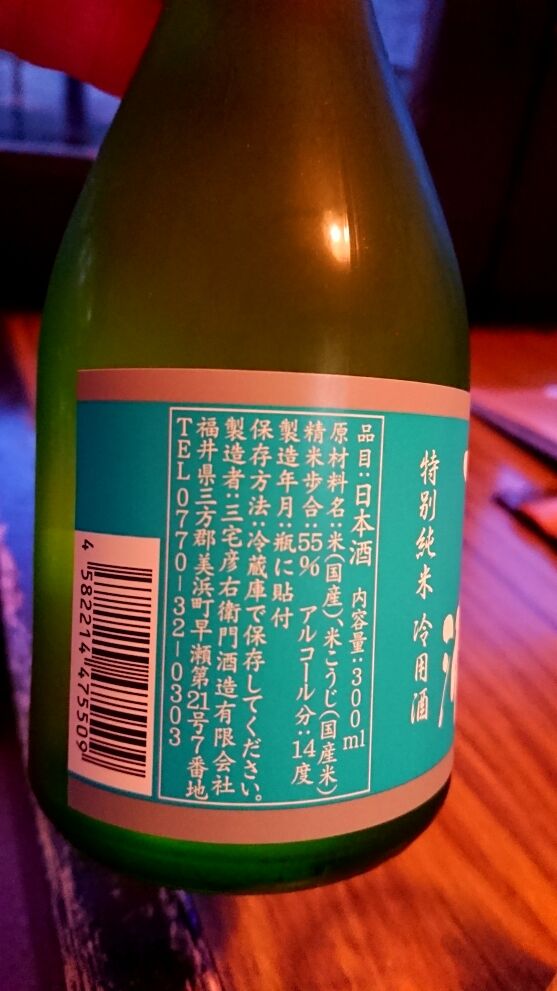 特別純米 冷用酒
品目:日本酒 内容量:300ml
原材料名:米(国産)、米こうじ(国産米)
精米歩合:55% アルコール分:14度
製造年月:瓶に貼付
保存方法:冷蔵庫で保存してください。
製造者:三宅彦右衛門酒造有限会社
福井県三方郡美浜町早瀬第21号7番地
TEL0770-32-0303
4 582214 475509